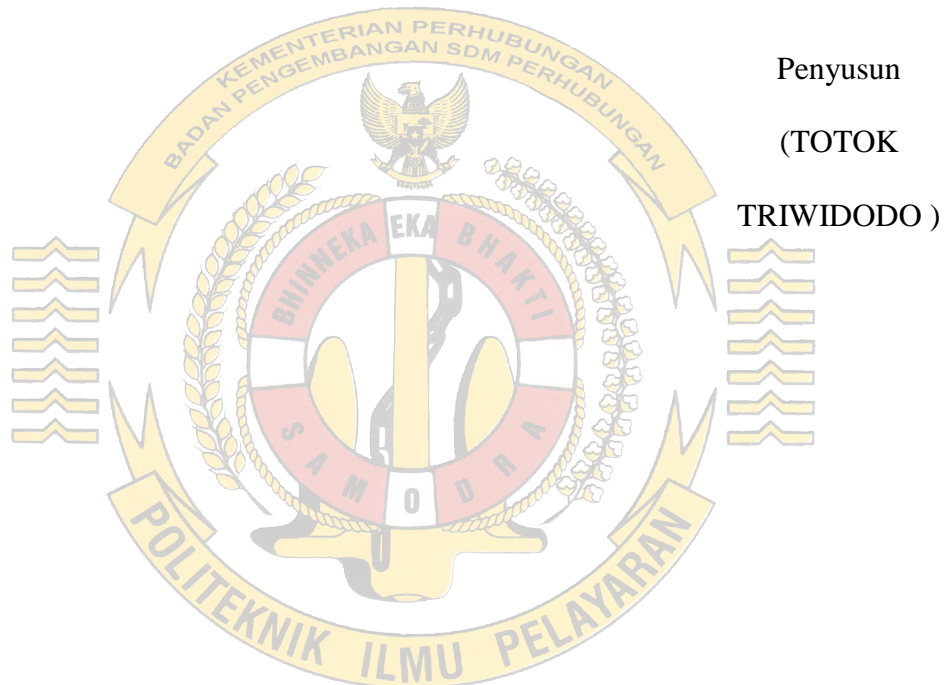 KEMENTERIAN PERHUBUNGAN
BADAN PENGEMBANGAN SDM PERHUBUNGAN
Penyusun
(TOTOK
TRIWIDODO )
BHINNEKA EKA BHAKTI
SAMODRA
POLITEKNIK ILMU PELAYARAN